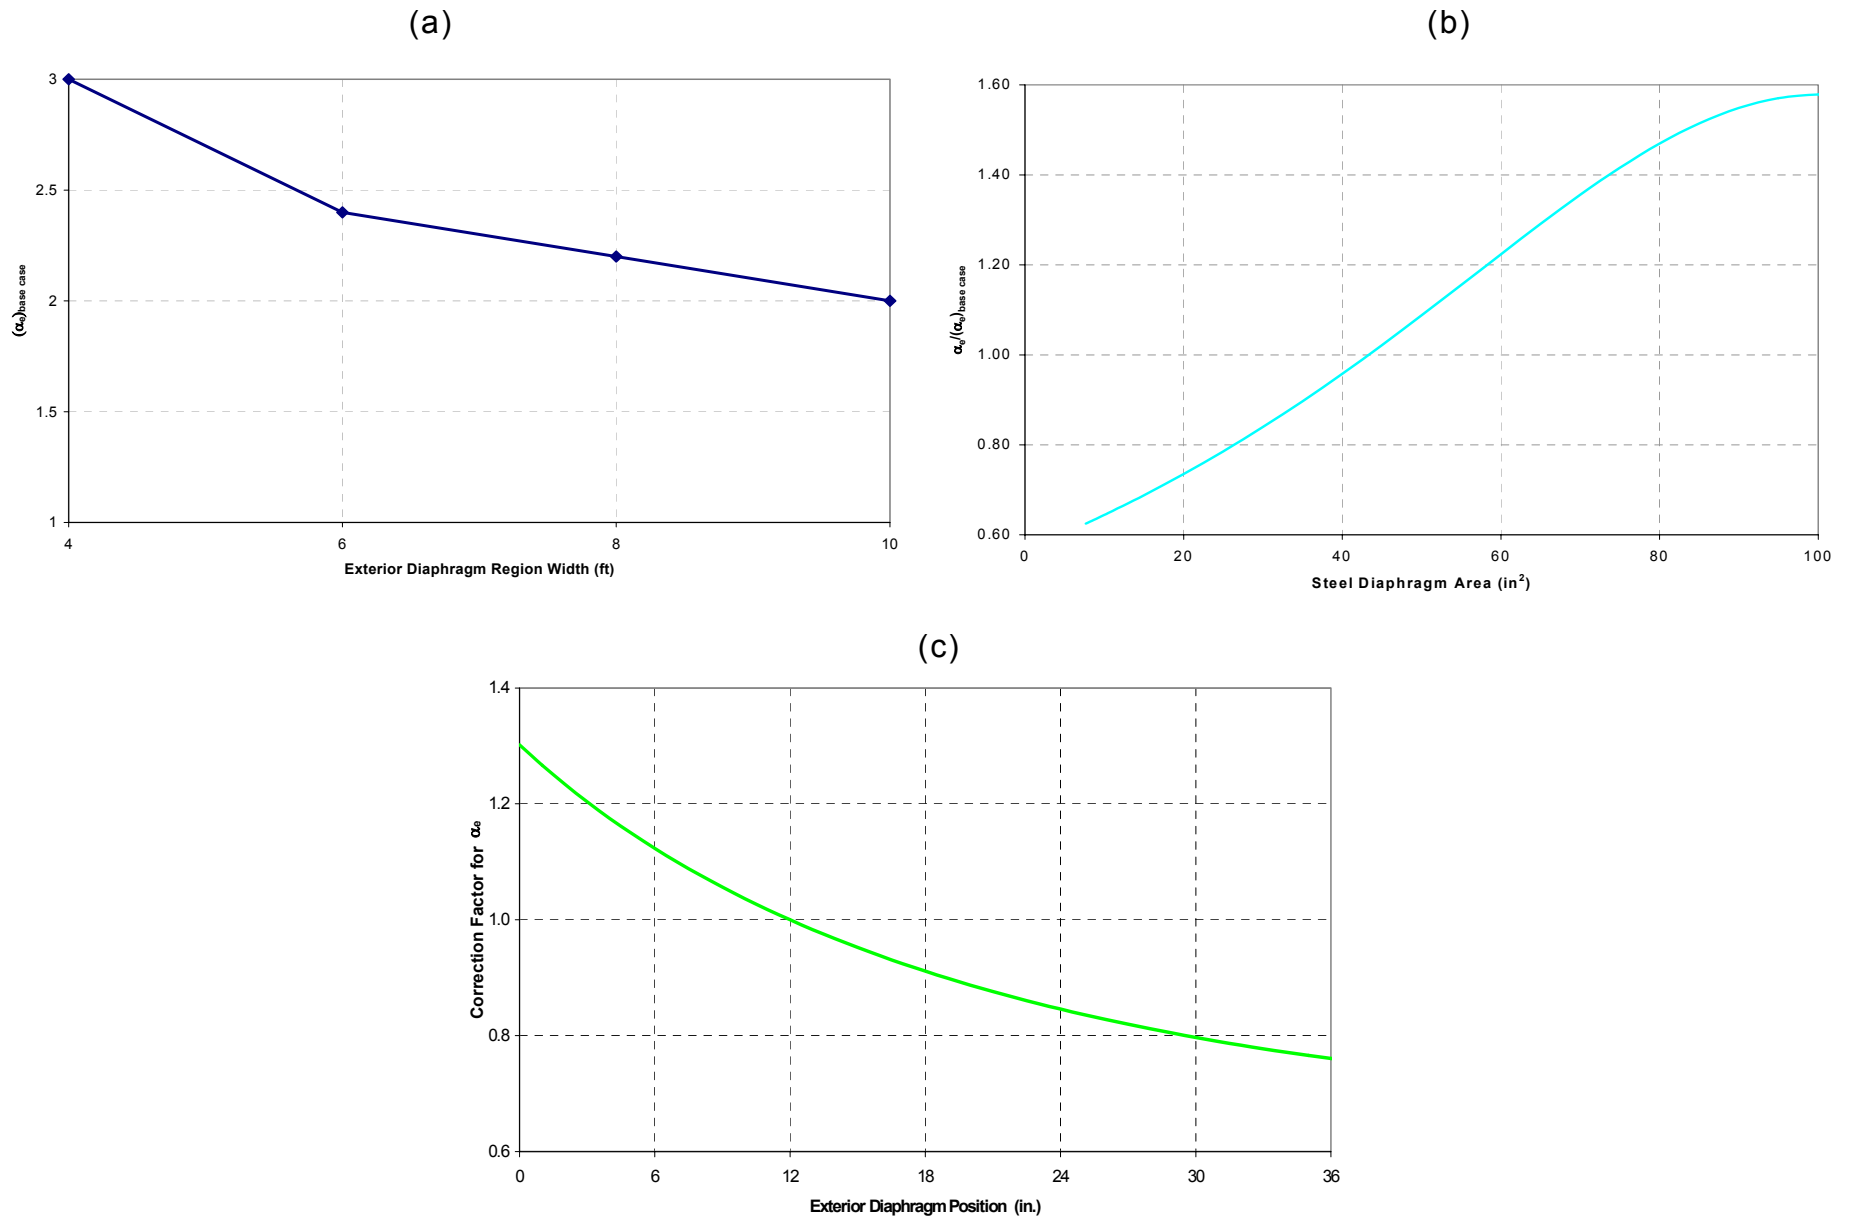 (a)
(b)
3
2.5
2
1.5
1
4 6 8 10
Exterior Diaphragm Region Width (ft)
(αe)base case
1.60
1.40
1.20
1.00
0.80
0.60
0 20 40 60 80 100
Steel Diaphragm Area (in²)
αe/(αe)base case
(c)
1.4
1.2
1.0
0.8
0.6
0 6 12 18 24 30 36
Exterior Diaphragm Position (in.)
Correction Factor for αe